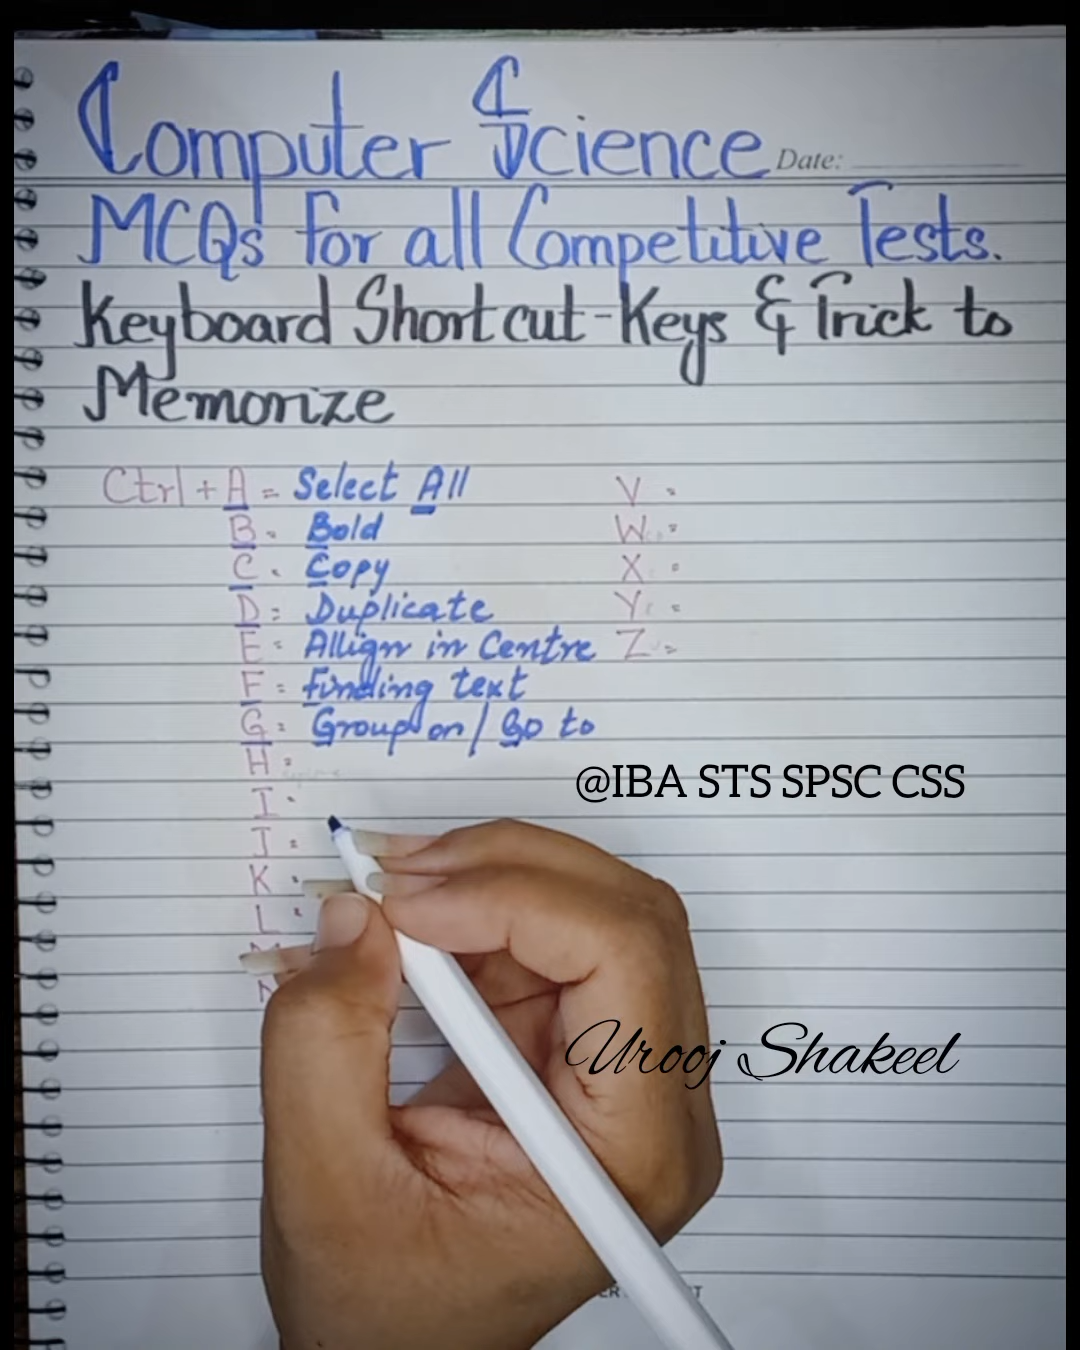 Computer Science
Date:
MCQs for all Competitive Tests.
Keyboard Short cut-Keys & Trick to
Memorize
Ctrl + A = Select All
B = Bold
C = Copy
D = Duplicate
E = Allign in Centre
F = Finding text
G = Group on / Go to
H =
I =
J =
K =
L =
M
N
V =
W =
X =
Y =
Z =
@IBA STS SPSC CSS
Urooj Shakeel